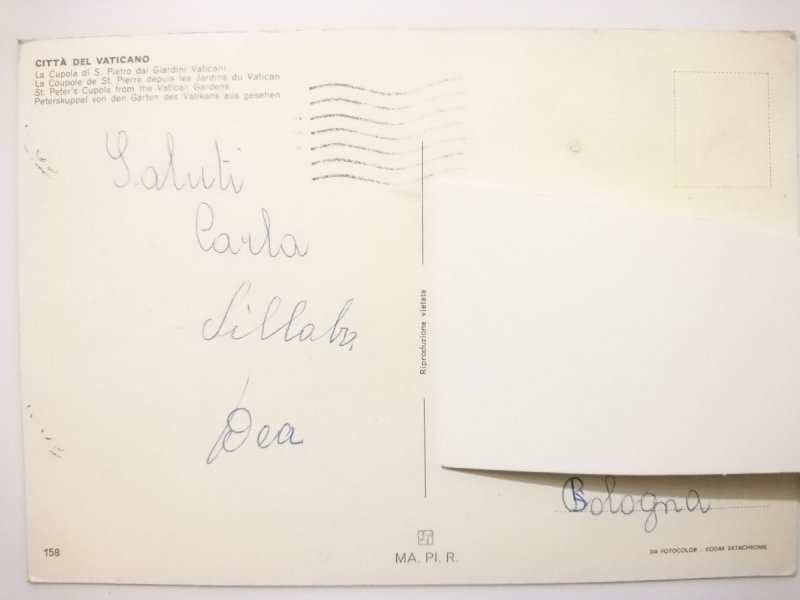 CITTÀ DEL VATICANO
La Cupola di S. Pietro dai Giardini Vaticani
La Coupole de St. Pierre depuis les Jardins du Vatican
St. Peter's Cupola from the Vatican Gardens
Peterskuppel von den Gärten des Vatikans aus gesehen
Saluti
Carla
Dea
Riproduzione vietata
Bologna
158
MA. PI. R.
DA FOTOCOLOR - KODAK EKTACHROME